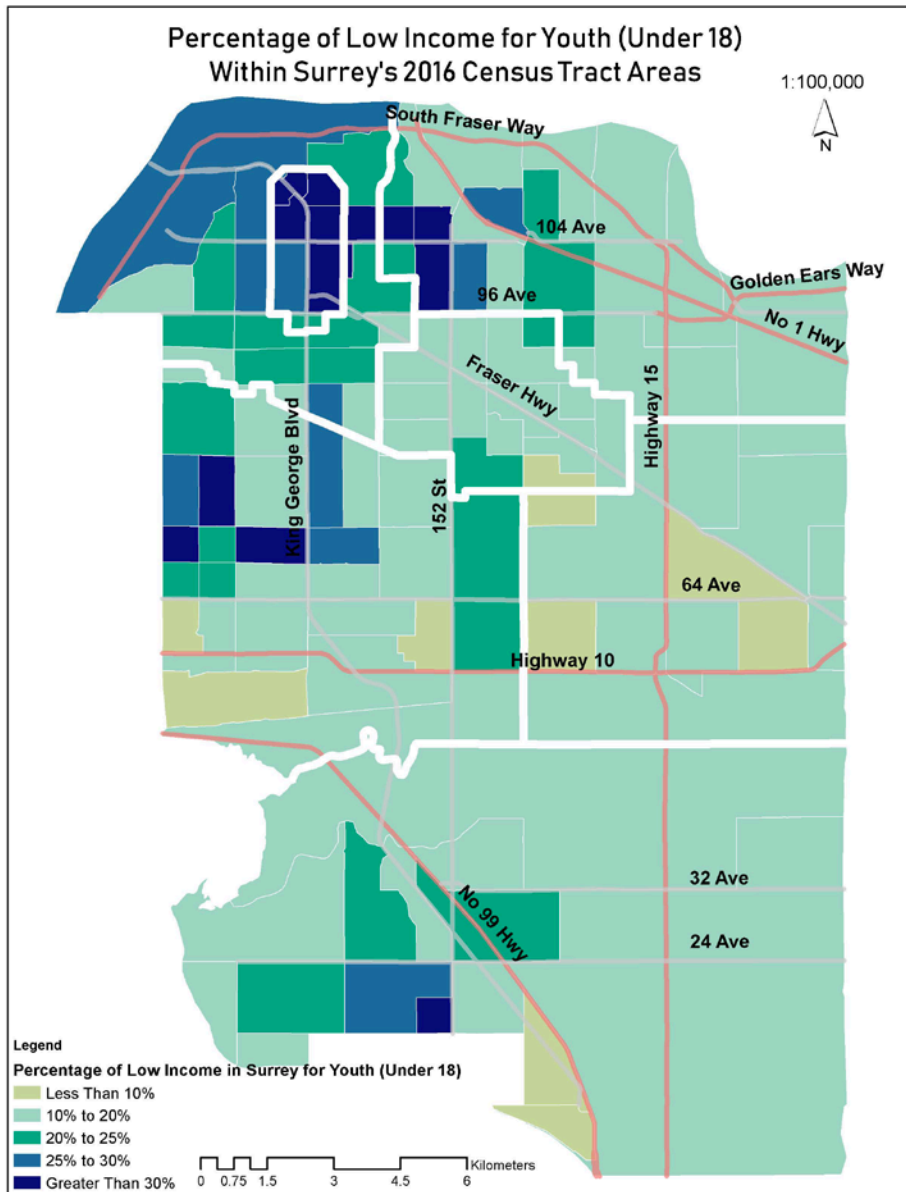 Percentage of Low Income for Youth (Under 18)
Within Surrey's 2016 Census Tract Areas
1:100,000
N
South Fraser Way
104 Ave
Golden Ears Way
96 Ave
No 1 Hwy
Fraser Hwy
Highway 15
King George Blvd
152 St
64 Ave
Highway 10
32 Ave
No 99 Hwy
24 Ave
Legend
Percentage of Low Income in Surrey for Youth (Under 18)
Less Than 10%
10% to 20%
20% to 25%
25% to 30%
Greater Than 30%
Kilometers
0 0.75 1.5 3 4.5 6